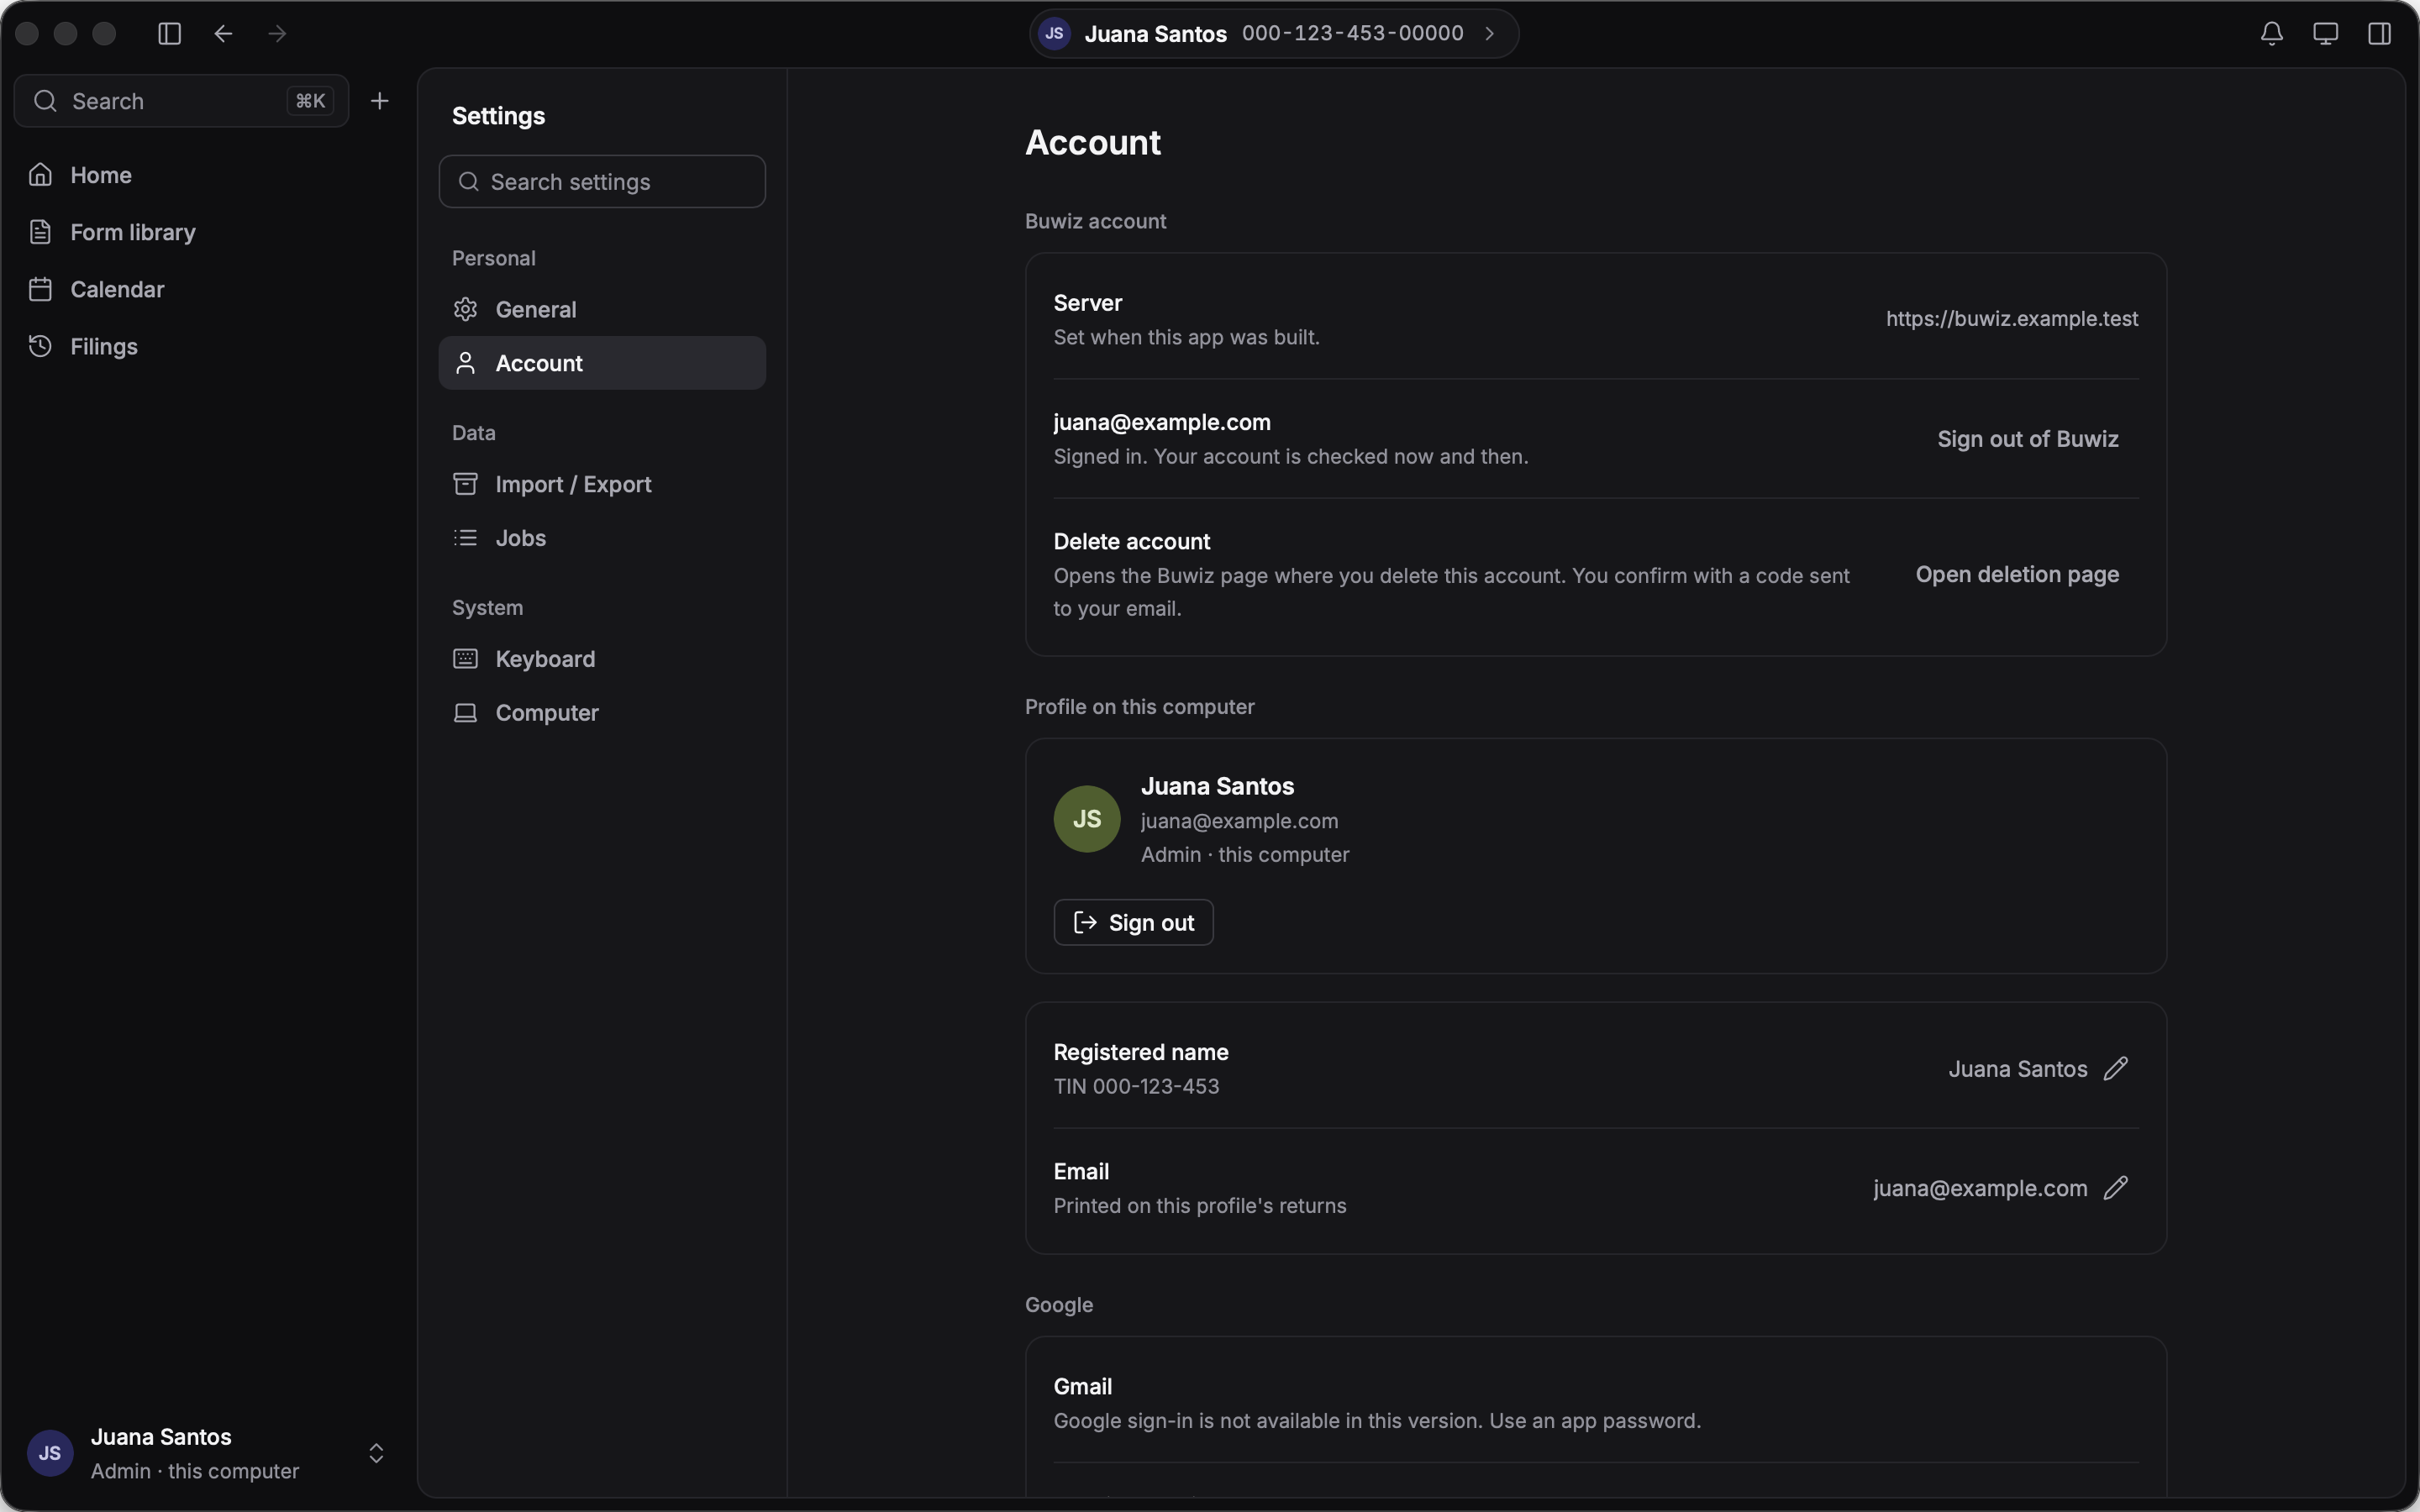 JS Juana Santos 000-123-453-00000
Search ⌘K
Home
Form library
Calendar
Filings
JS
Juana Santos
Admin · this computer
Settings
Search settings
Personal
General
Account
Data
Import / Export
Jobs
System
Keyboard
Computer
Account
Buwiz account
Server
Set when this app was built.
https://buwiz.example.test
juana@example.com
Signed in. Your account is checked now and then.
Sign out of Buwiz
Delete account
Opens the Buwiz page where you delete this account. You confirm with a code sent
to your email.
Open deletion page
Profile on this computer
JS
Juana Santos
juana@example.com
Admin · this computer
Sign out
Registered name
TIN 000-123-453
Juana Santos
Email
Printed on this profile's returns
juana@example.com
Google
Gmail
Google sign-in is not available in this version. Use an app password.